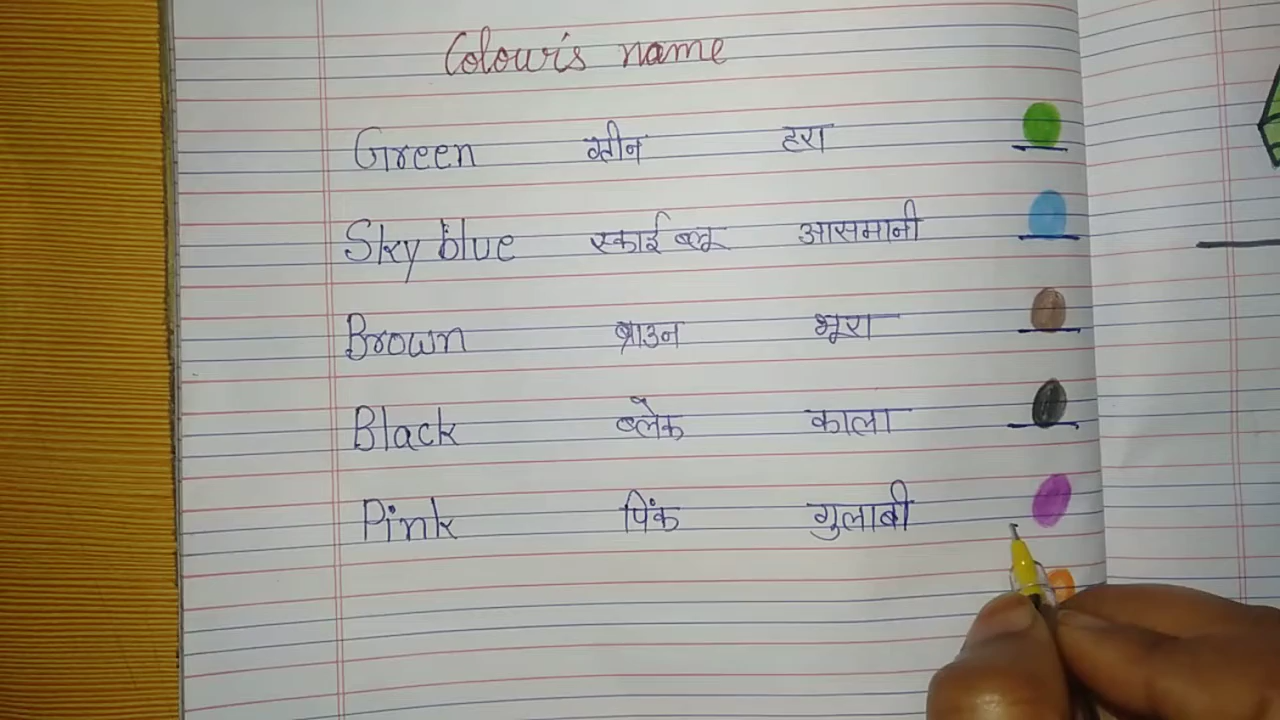 Colour's name
Green ग्रीन हरा
Sky blue स्काई ब्लू आसमानी
Brown ब्राउन भूरा
Black ब्लैक काला
Pink पिंक गुलाबी